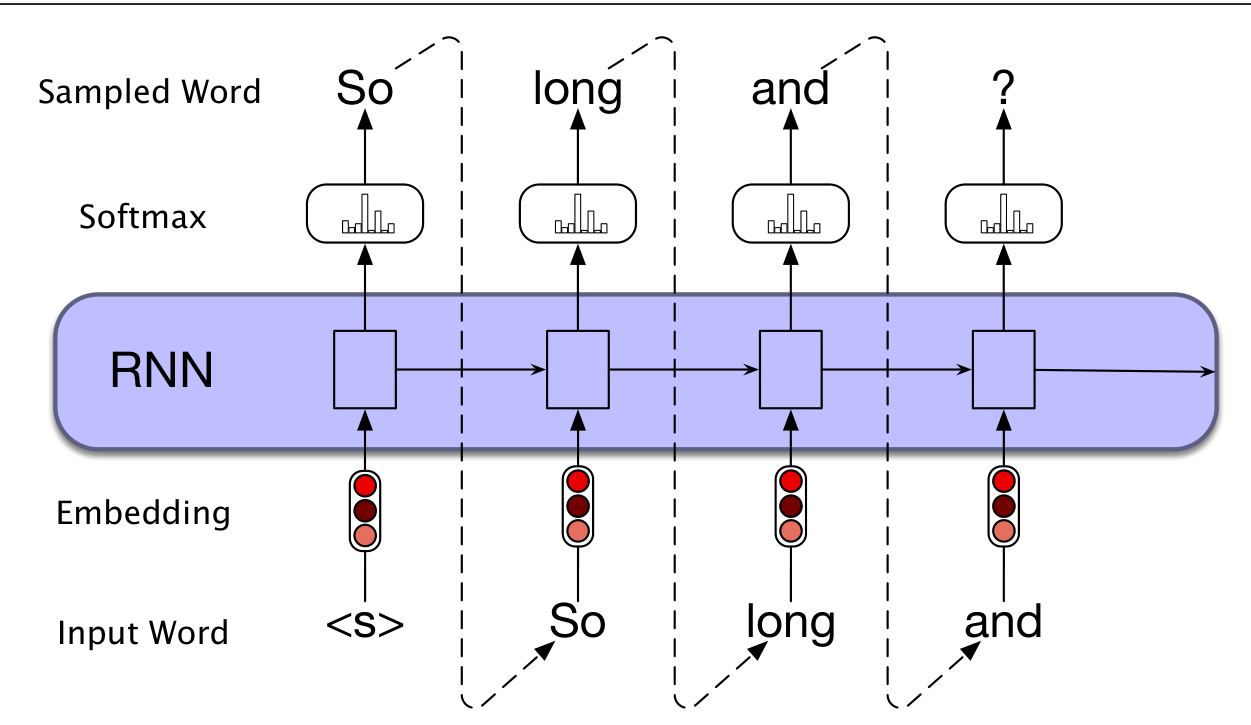 Sampled Word So long and ?
Softmax
RNN
Embedding
Input Word <s> So long and